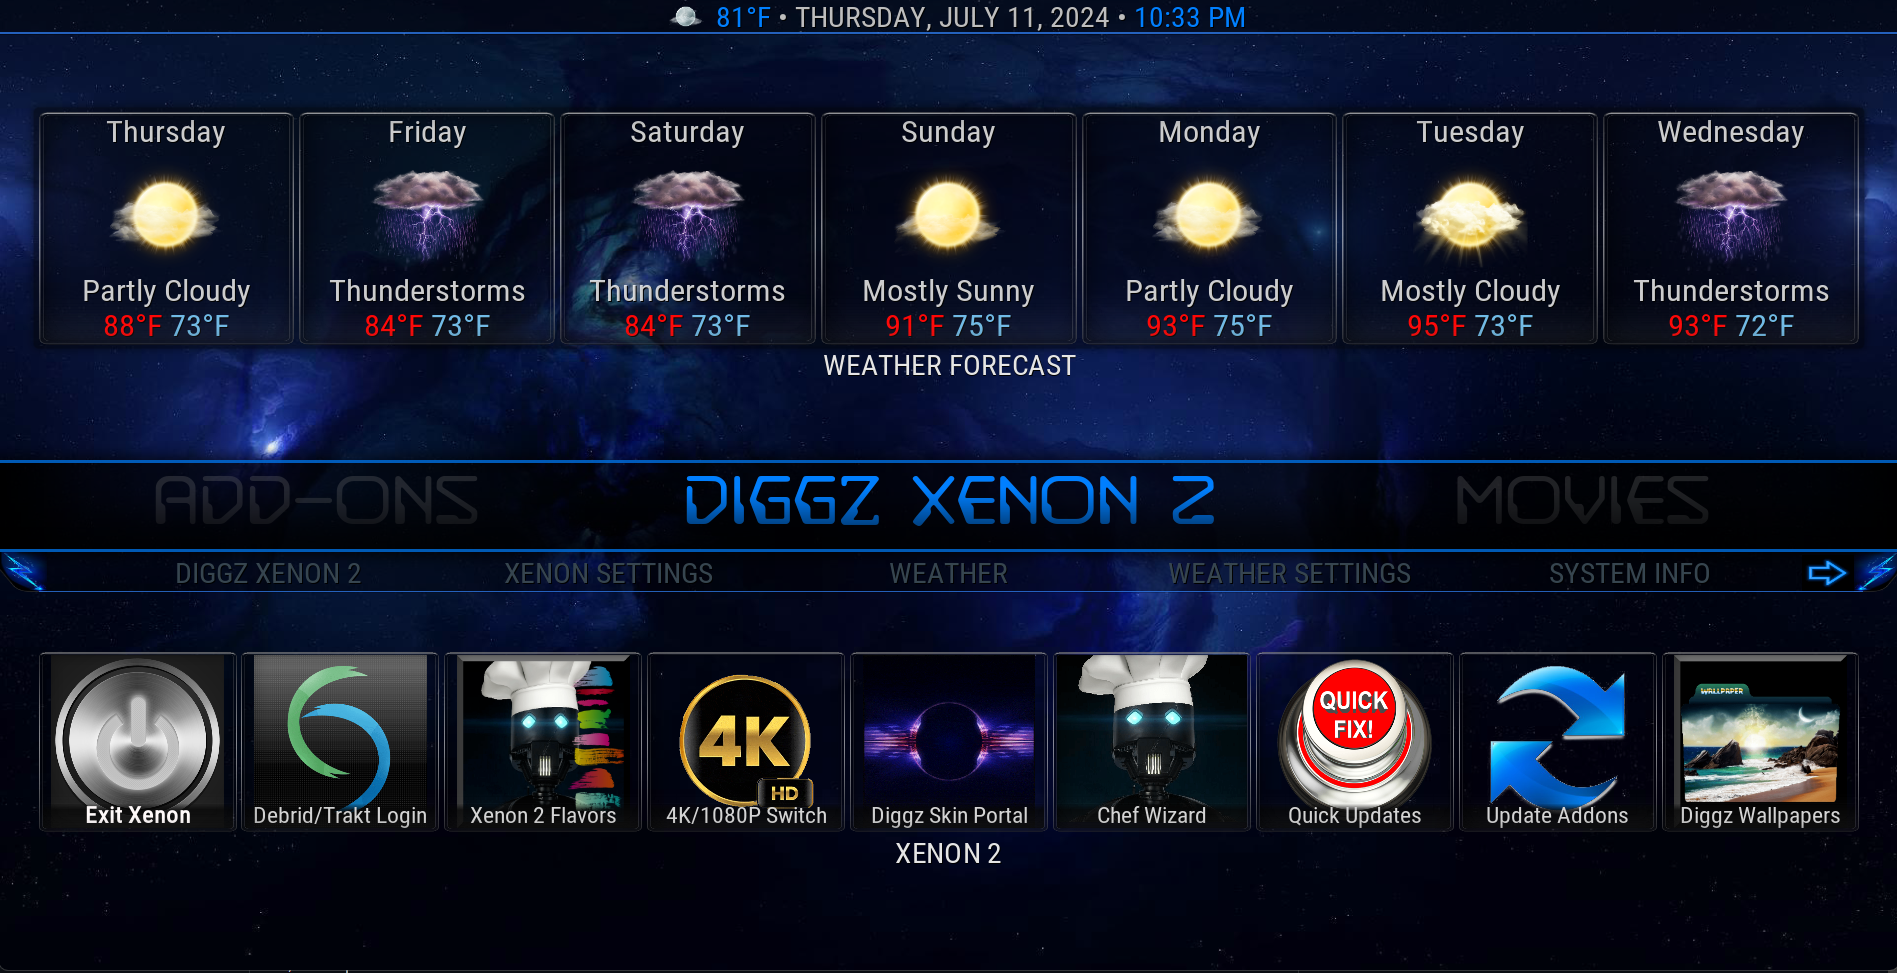 81°F • THURSDAY, JULY 11, 2024 • 10:33 PM
Thursday
Partly Cloudy
88°F 73°F
Friday
Thunderstorms
84°F 73°F
Saturday
Thunderstorms
84°F 73°F
Sunday
Mostly Sunny
91°F 75°F
Monday
Partly Cloudy
93°F 75°F
Tuesday
Mostly Cloudy
95°F 73°F
Wednesday
Thunderstorms
93°F 72°F
WEATHER FORECAST
ADD-ONS
DIGGZ XENON 2
MOVIES
DIGGZ XENON 2
XENON SETTINGS
WEATHER
WEATHER SETTINGS
SYSTEM INFO
Exit Xenon
Debrid/Trakt Login
Xenon 2 Flavors
4K
HD
4K/1080P Switch
Diggz Skin Portal
Chef Wizard
QUICK
FIX!
Quick Updates
Update Addons
WALLPAPER
Diggz Wallpapers
XENON 2